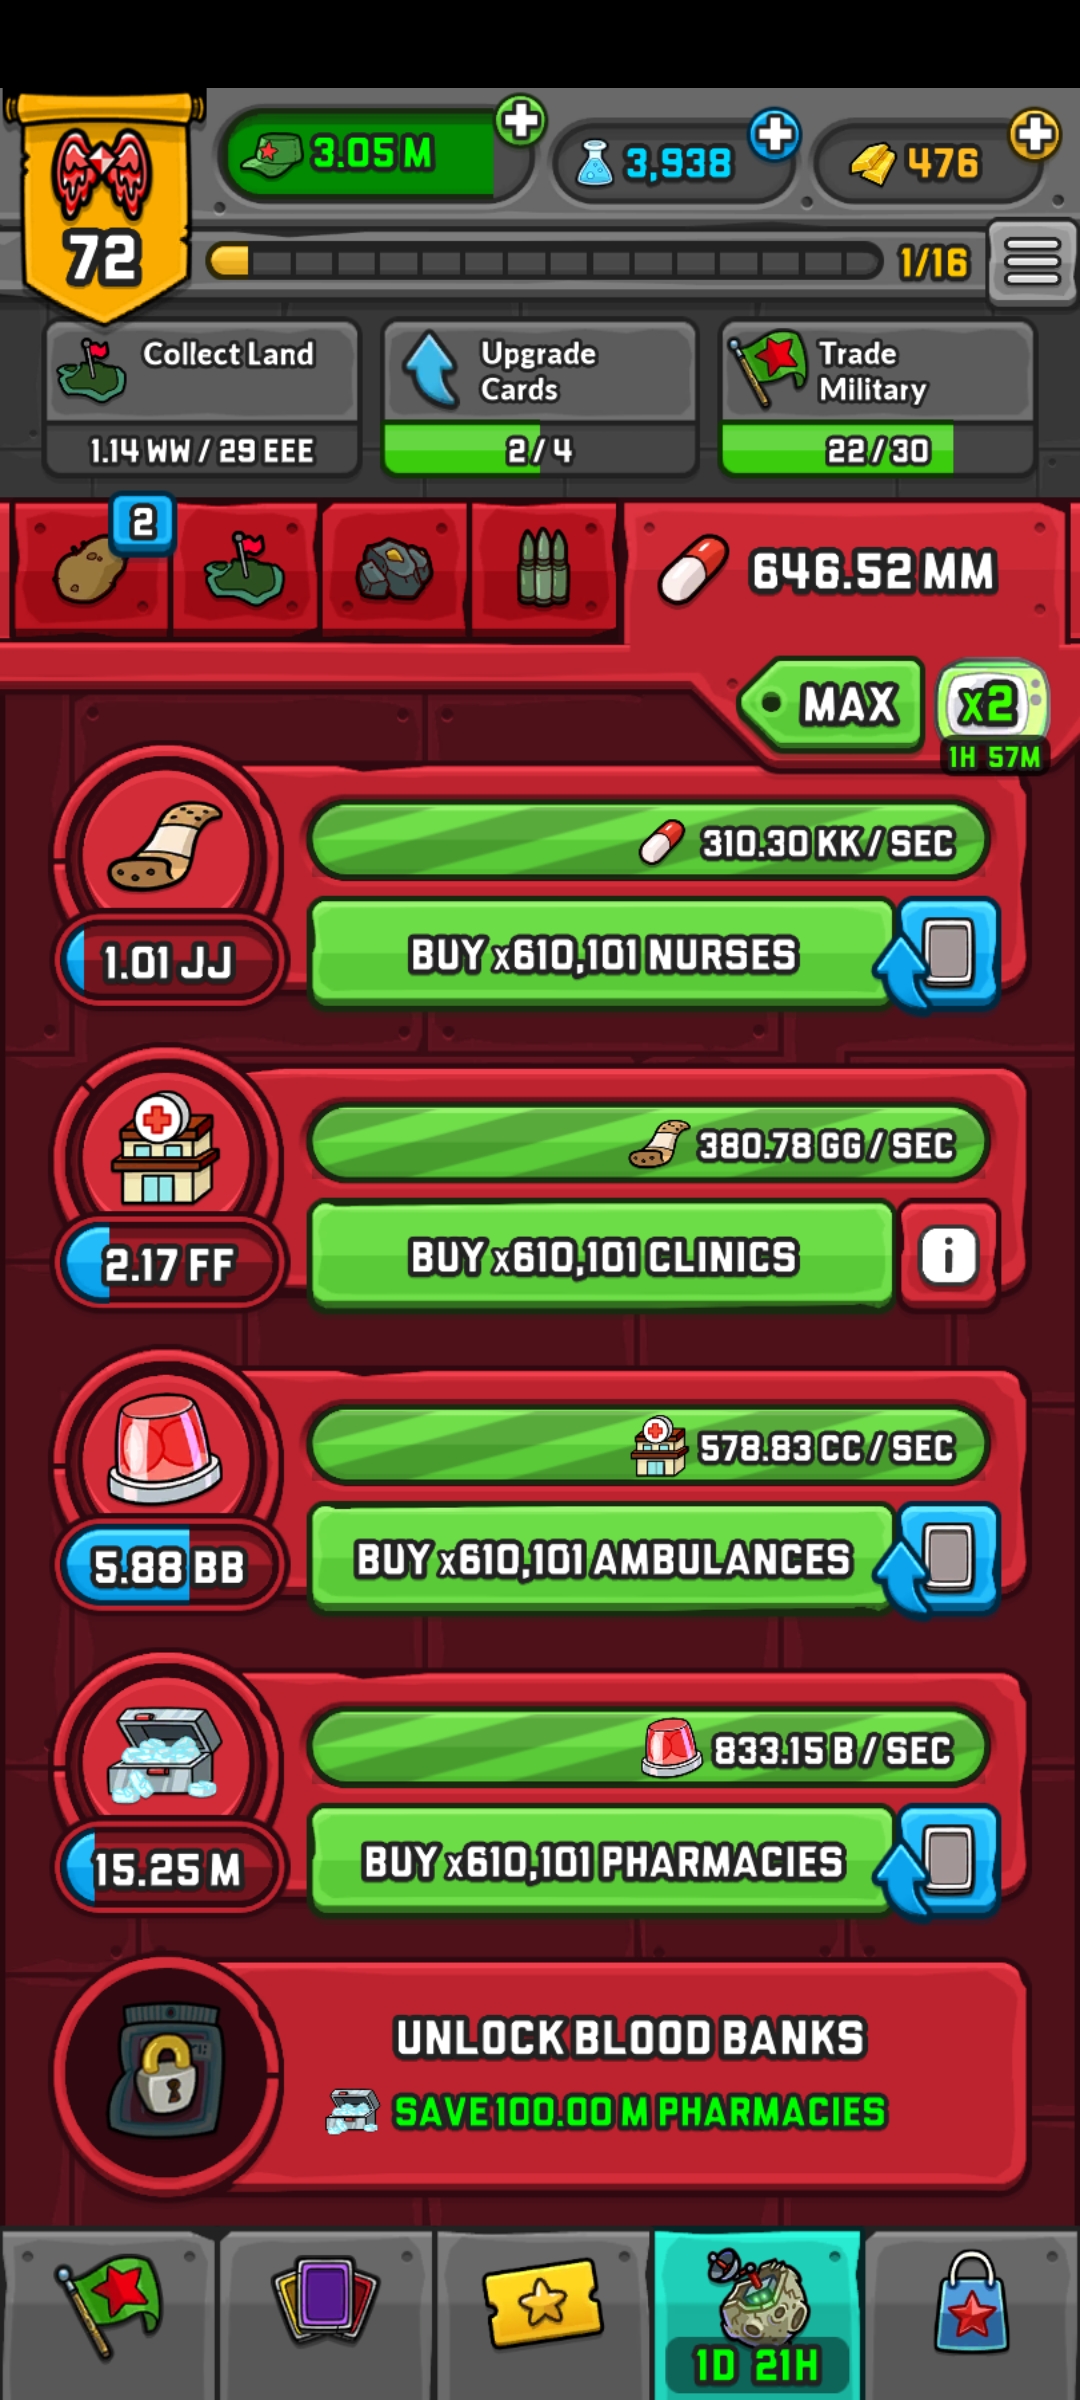 3.05 M
3,938
476
72
1/16
Collect Land
1.14 WW / 29 EEE
Upgrade
Cards
2/4
Trade
Military
22/30
2
646.52 MM
MAX
x2
1H 57M
310.30 KK / SEC
1.01 JJ
BUY x610,101 NURSES
380.78 GG / SEC
2.17 FF
BUY x610,101 CLINICS
i
578.83 CC / SEC
5.88 BB
BUY x610,101 AMBULANCES
833.15 B / SEC
15.25 M
BUY x610,101 PHARMACIES
UNLOCK BLOOD BANKS
SAVE 100.00 M PHARMACIES
1D 21H